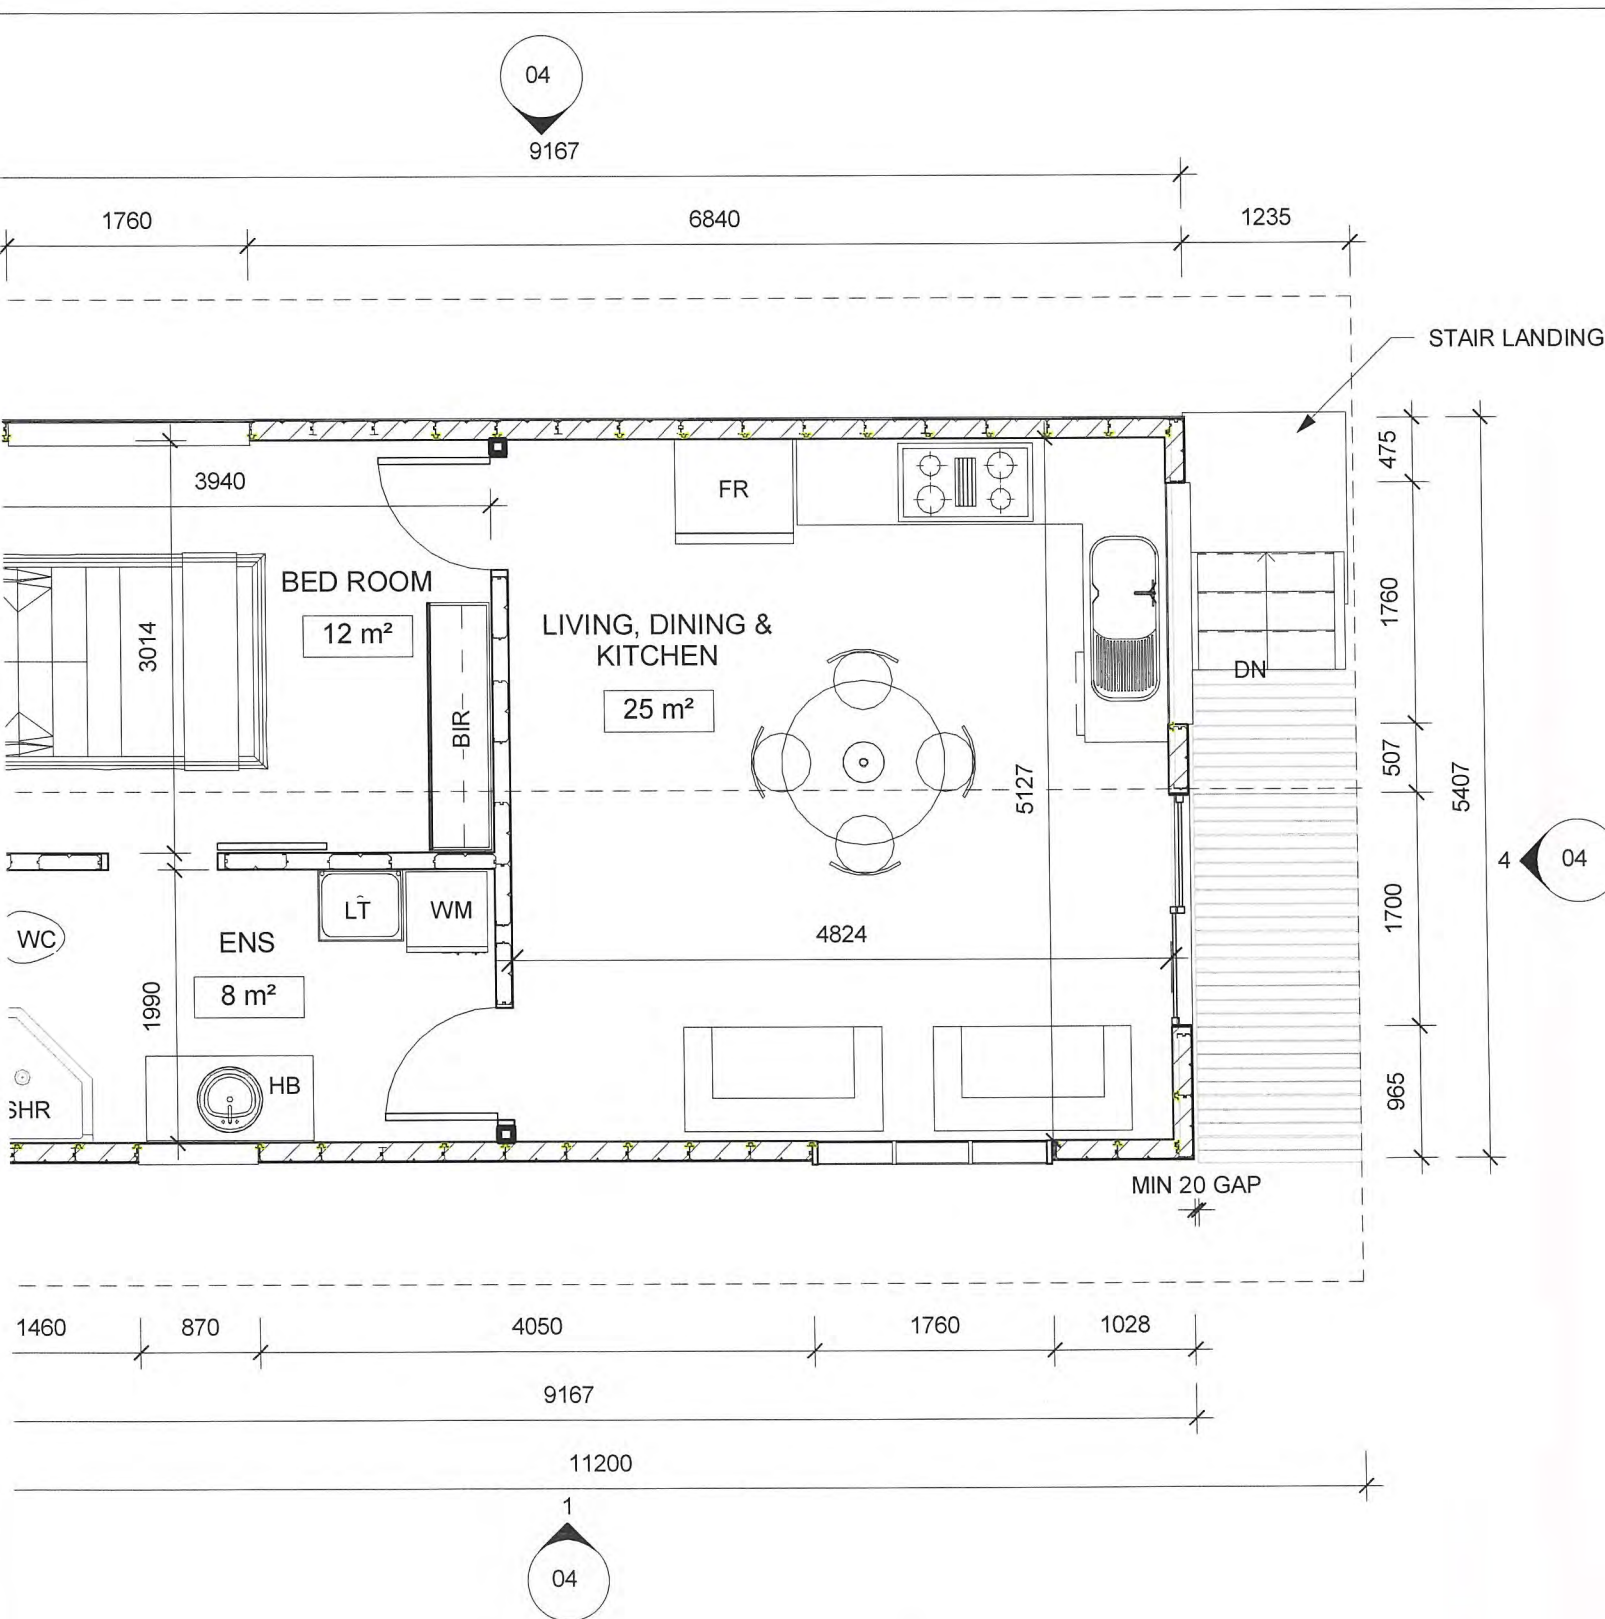 04
9167
1760
6840
1235
STAIR LANDING
475
3940
FR
BED ROOM
12 m²
3014
LIVING, DINING &
KITCHEN
25 m²
1760
DN
BIR
507
5127
5407
LT
WM
WC
ENS
8 m²
4824
1700
4
04
1990
HB
SHR
965
MIN 20 GAP
1460
870
4050
1760
1028
9167
11200
1
04